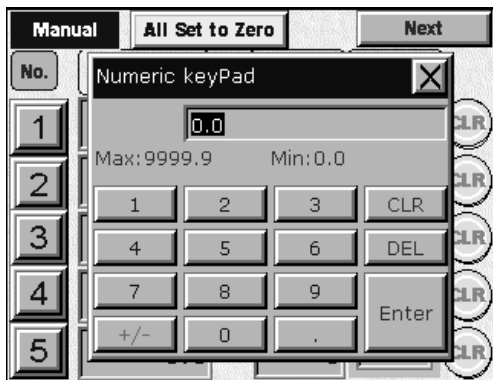 Manual All Set to Zero Next
No.
Numeric keyPad X
0.0
Max:9999.9 Min:0.0
1 CLR
1 2 3 CLR
2 CLR
4 5 6 DEL
3 CLR
7 8 9
4 Enter CLR
+/- 0 .
5 CLR